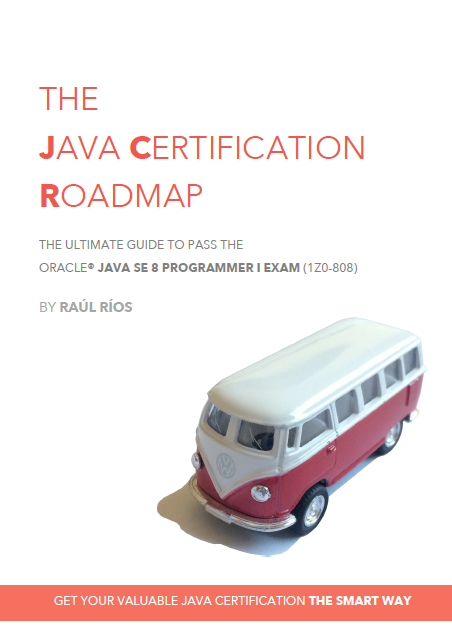 THE
JAVA CERTIFICATION
ROADMAP
THE ULTIMATE GUIDE TO PASS THE
ORACLE® JAVA SE 8 PROGRAMMER I EXAM (1Z0-808)
BY RAÚL RÍOS
GET YOUR VALUABLE JAVA CERTIFICATION THE SMART WAY